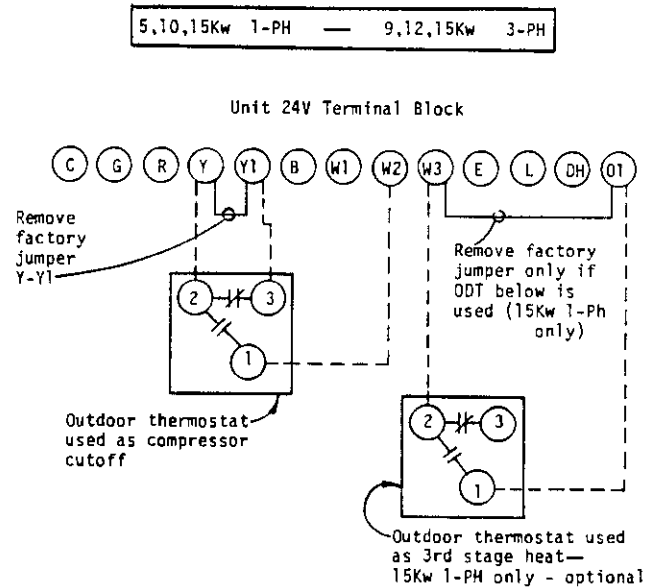 5,10,15Kw 1-PH — 9,12,15Kw 3-PH
Unit 24V Terminal Block
C G R Y Y1 B W1 W2 W3 E L DH O1
Remove
factory
jumper
Y-Y1
Remove factory
jumper only if
ODT below is
used (15Kw 1-Ph
only)
2 3
1
Outdoor thermostat
used as compressor
cutoff
2 3
1
Outdoor thermostat used
as 3rd stage heat—
15Kw 1-PH only - optional